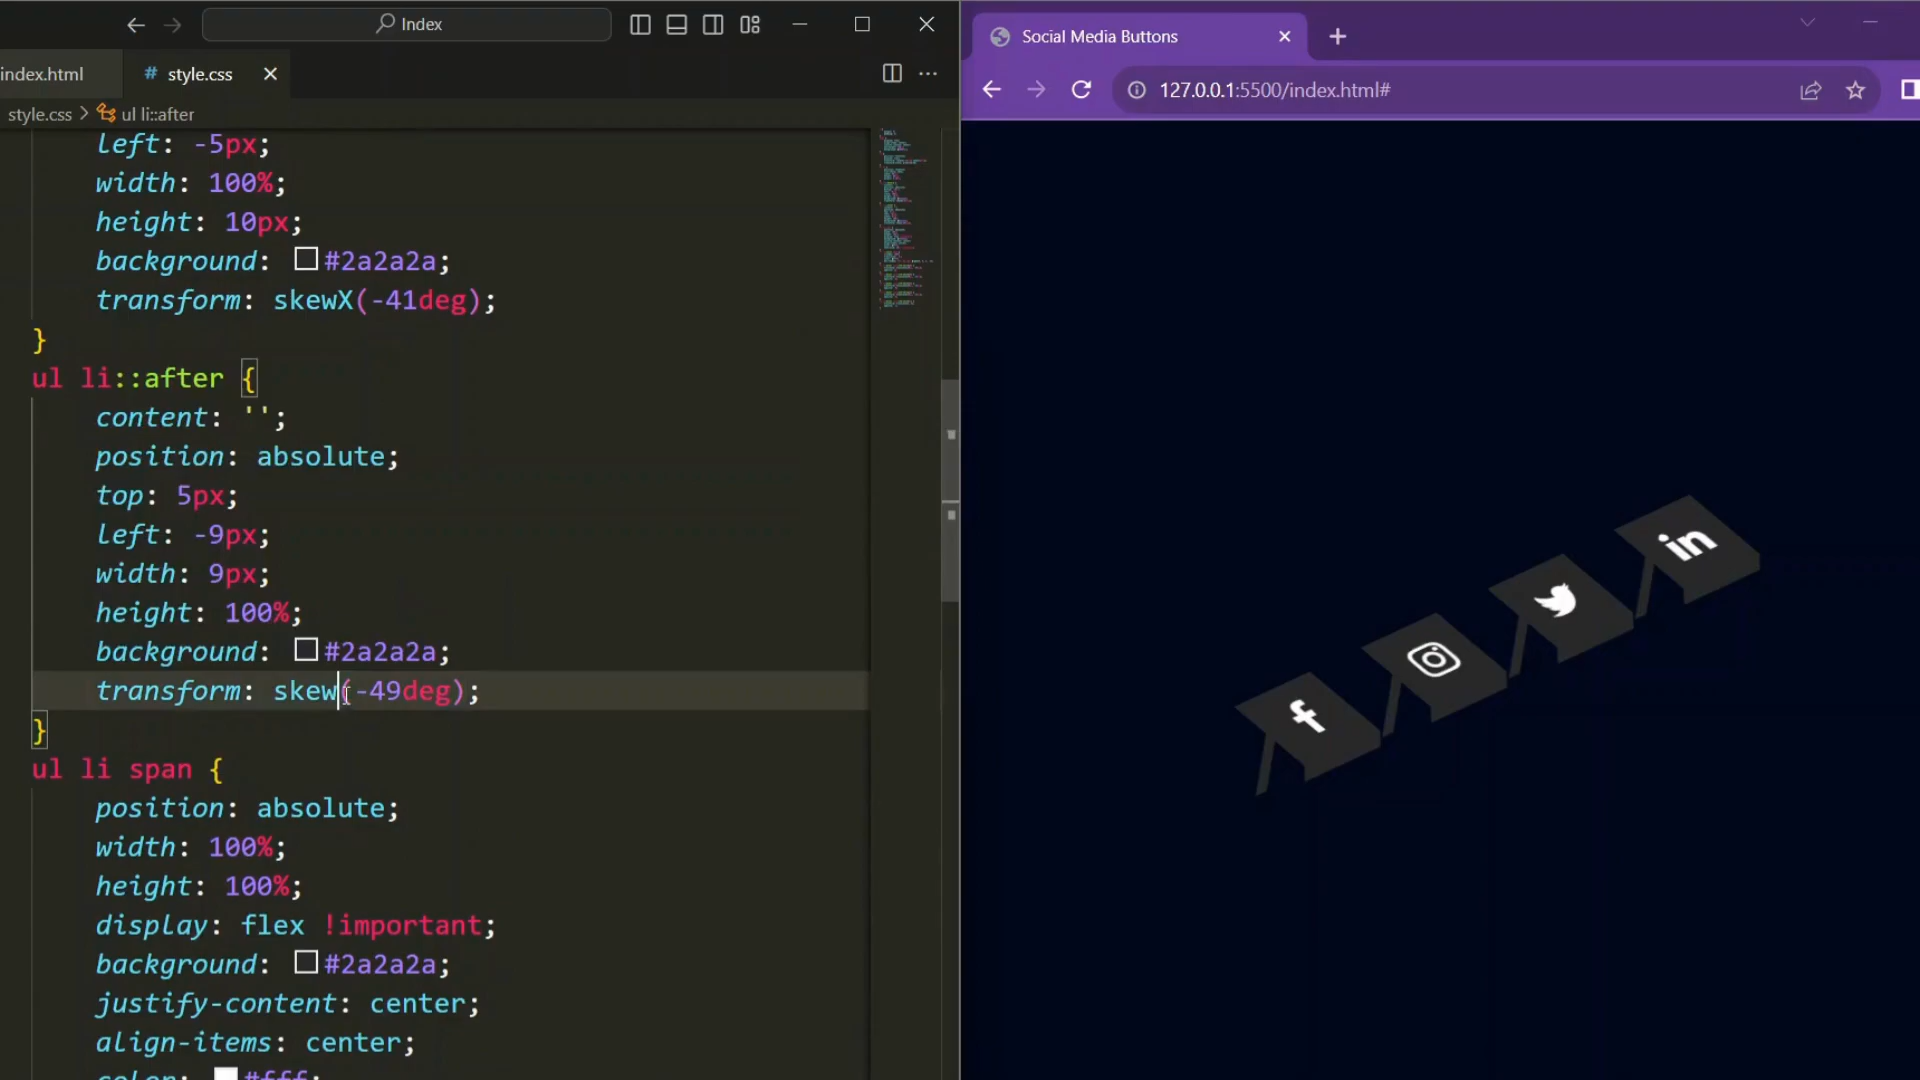 Index
index.html
# style.css
style.css > ul li::after
left: -5px;
width: 100%;
height: 10px;
background: #2a2a2a;
transform: skewX(-41deg);
}
ul li::after {
content: '';
position: absolute;
top: 5px;
left: -9px;
width: 9px;
height: 100%;
background: #2a2a2a;
transform: skew(-49deg);
}
ul li span {
position: absolute;
width: 100%;
height: 100%;
display: flex !important;
background: #2a2a2a;
justify-content: center;
align-items: center;
color: #fff;
Social Media Buttons
127.0.0.1:5500/index.html#
f
in